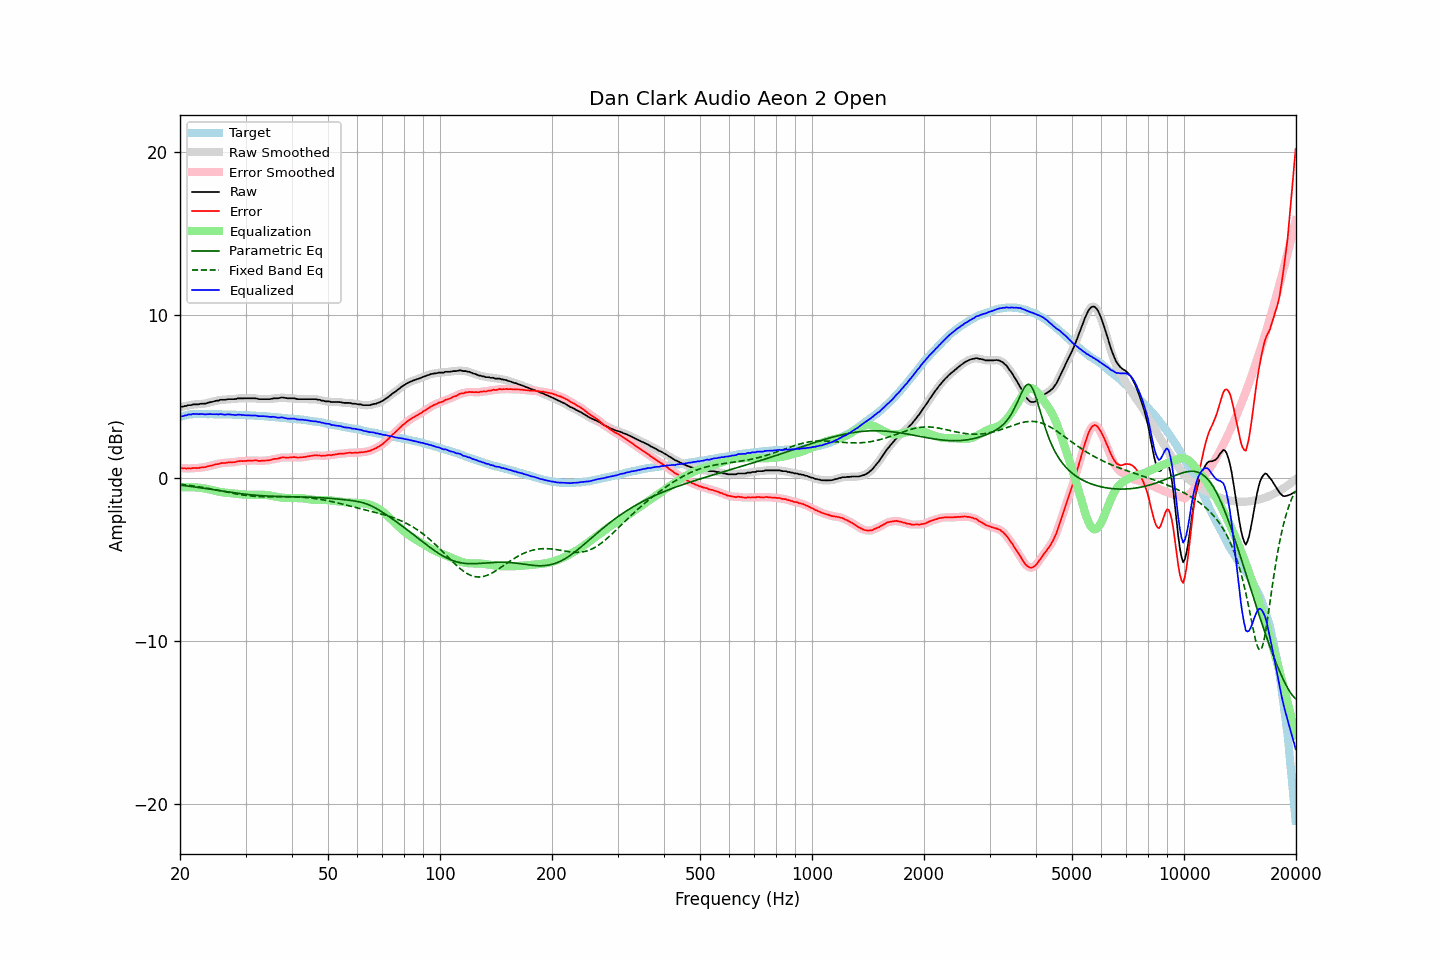 Dan Clark Audio Aeon 2 Open
Target
Raw Smoothed
Error Smoothed
Raw
Error
Equalization
Parametric Eq
Fixed Band Eq
Equalized
20
10
0
−10
−20
Amplitude (dBr)
20
50
100
200
500
1000
2000
5000
10000
20000
Frequency (Hz)